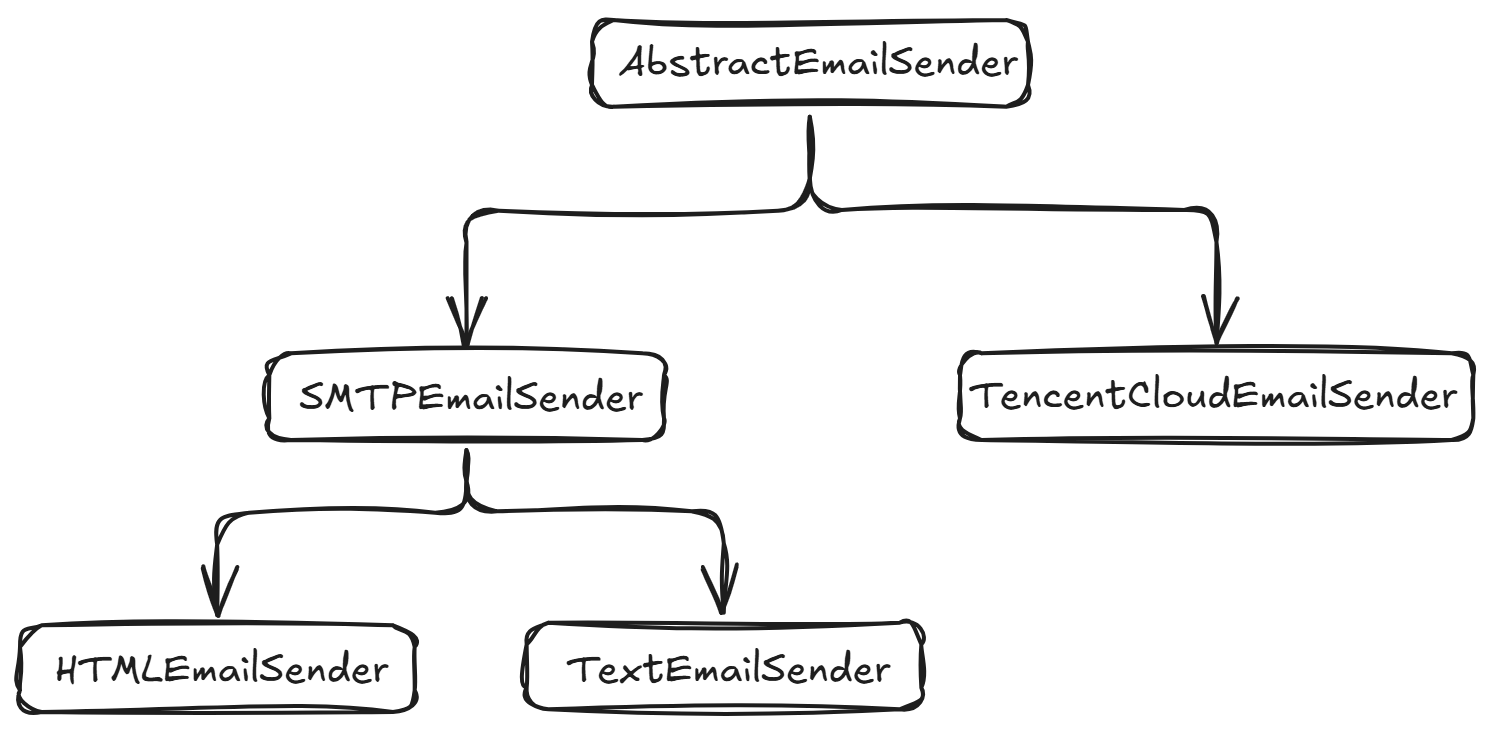 AbstractEmailSender
SMTPEmailSender
TencentCloudEmailSender
HTMLEmailSender
TextEmailSender